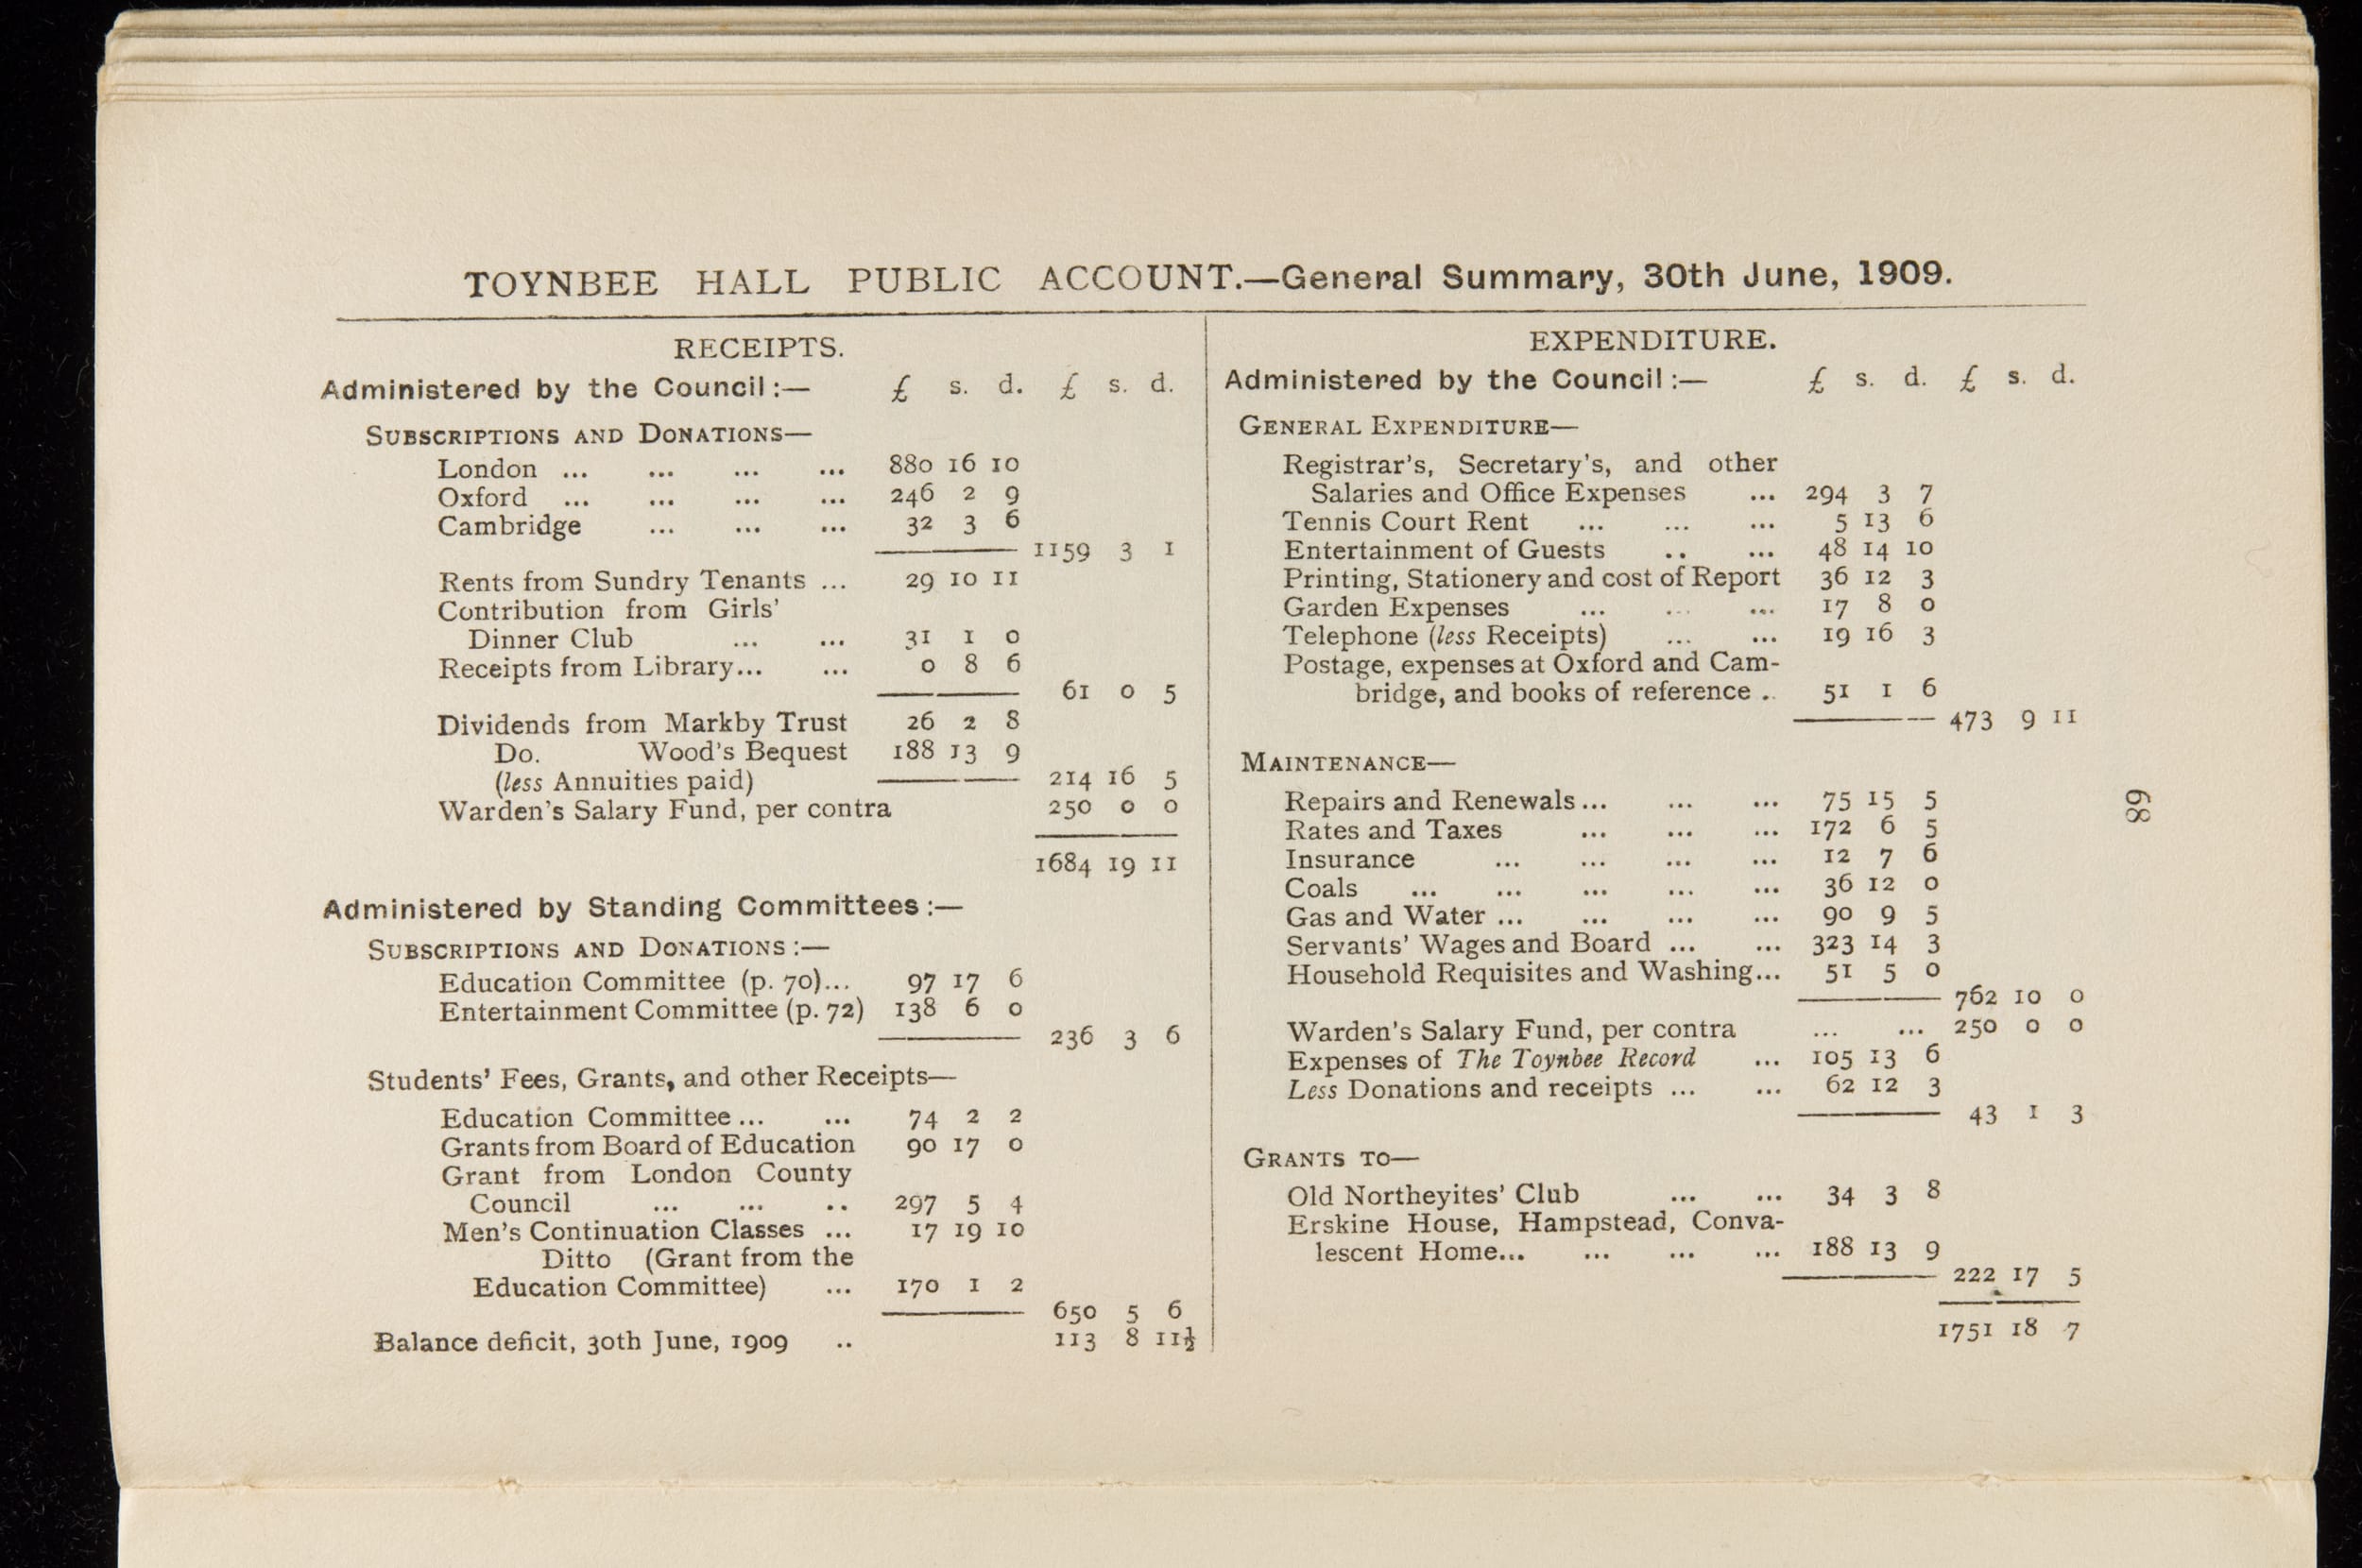 TOYNBEE HALL PUBLIC ACCOUNT.—General Summary, 30th June, 1909.
RECEIPTS.
Administered by the Council:— £ s. d. £ s. d.
SUBSCRIPTIONS AND DONATIONS—
London ... ... ... ... 880 16 10
Oxford ... ... ... ... 246 2 9
Cambridge ... ... ... 32 3 6
1159 3 1
Rents from Sundry Tenants ... 29 10 11
Contribution from Girls'
Dinner Club ... ... 31 1 0
Receipts from Library... ... 0 8 6
61 0 5
Dividends from Markby Trust 26 2 8
Do. Wood's Bequest 188 13 9
(less Annuities paid) 214 16 5
Warden's Salary Fund, per contra 250 0 0
1684 19 11
Administered by Standing Committees:—
SUBSCRIPTIONS AND DONATIONS:—
Education Committee (p. 70)... 97 17 6
Entertainment Committee (p. 72) 138 6 0
236 3 6
Students' Fees, Grants, and other Receipts—
Education Committee ... ... 74 2 2
Grants from Board of Education 90 17 0
Grant from London County
Council ... ... .. 297 5 4
Men's Continuation Classes ... 17 19 10
Ditto (Grant from the
Education Committee) ... 170 1 2
650 5 6
Balance deficit, 30th June, 1909 .. 113 8 11½
EXPENDITURE.
Administered by the Council:— £ s. d. £ s. d.
GENERAL EXPENDITURE—
Registrar's, Secretary's, and other
Salaries and Office Expenses ... 294 3 7
Tennis Court Rent ... ... ... 5 13 6
Entertainment of Guests .. ... 48 14 10
Printing, Stationery and cost of Report 36 12 3
Garden Expenses ... ... ... 17 8 0
Telephone (less Receipts) ... ... 19 16 3
Postage, expenses at Oxford and Cam-
bridge, and books of reference .. 51 1 6
473 9 11
MAINTENANCE—
Repairs and Renewals ... ... ... 75 15 5
Rates and Taxes ... ... ... 172 6 5
Insurance ... ... ... ... 12 7 6
Coals ... ... ... ... ... 36 12 0
Gas and Water ... ... ... ... 90 9 5
Servants' Wages and Board ... ... 323 14 3
Household Requisites and Washing... 51 5 0
762 10 0
Warden's Salary Fund, per contra ... ... 250 0 0
Expenses of The Toynbee Record ... 105 13 6
Less Donations and receipts ... ... 62 12 3
43 1 3
GRANTS TO—
Old Northeyites' Club ... ... 34 3 8
Erskine House, Hampstead, Conva-
lescent Home... ... ... ... 188 13 9
222 17 5
1751 18 7
68